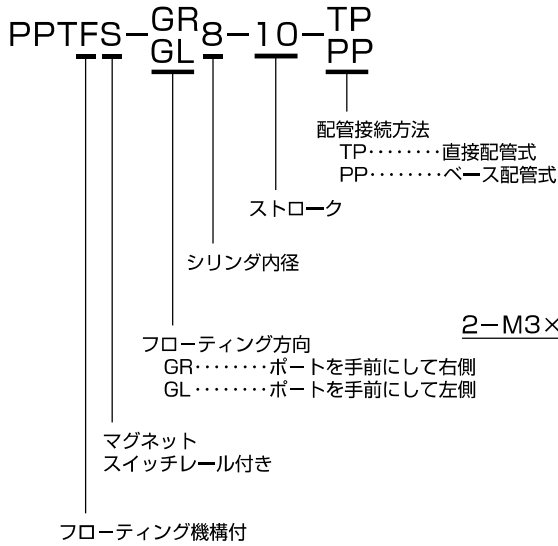 PPTFS-GR8-10-TP
GL PP
配管接続方法
TP········直接配管式
PP········ベース配管式
ストローク
シリンダ内径
2-M3×
フローティング方向
GR········ポートを手前にして右側
GL········ポートを手前にして左側
マグネット
スイッチレール付き
フローティング機構付